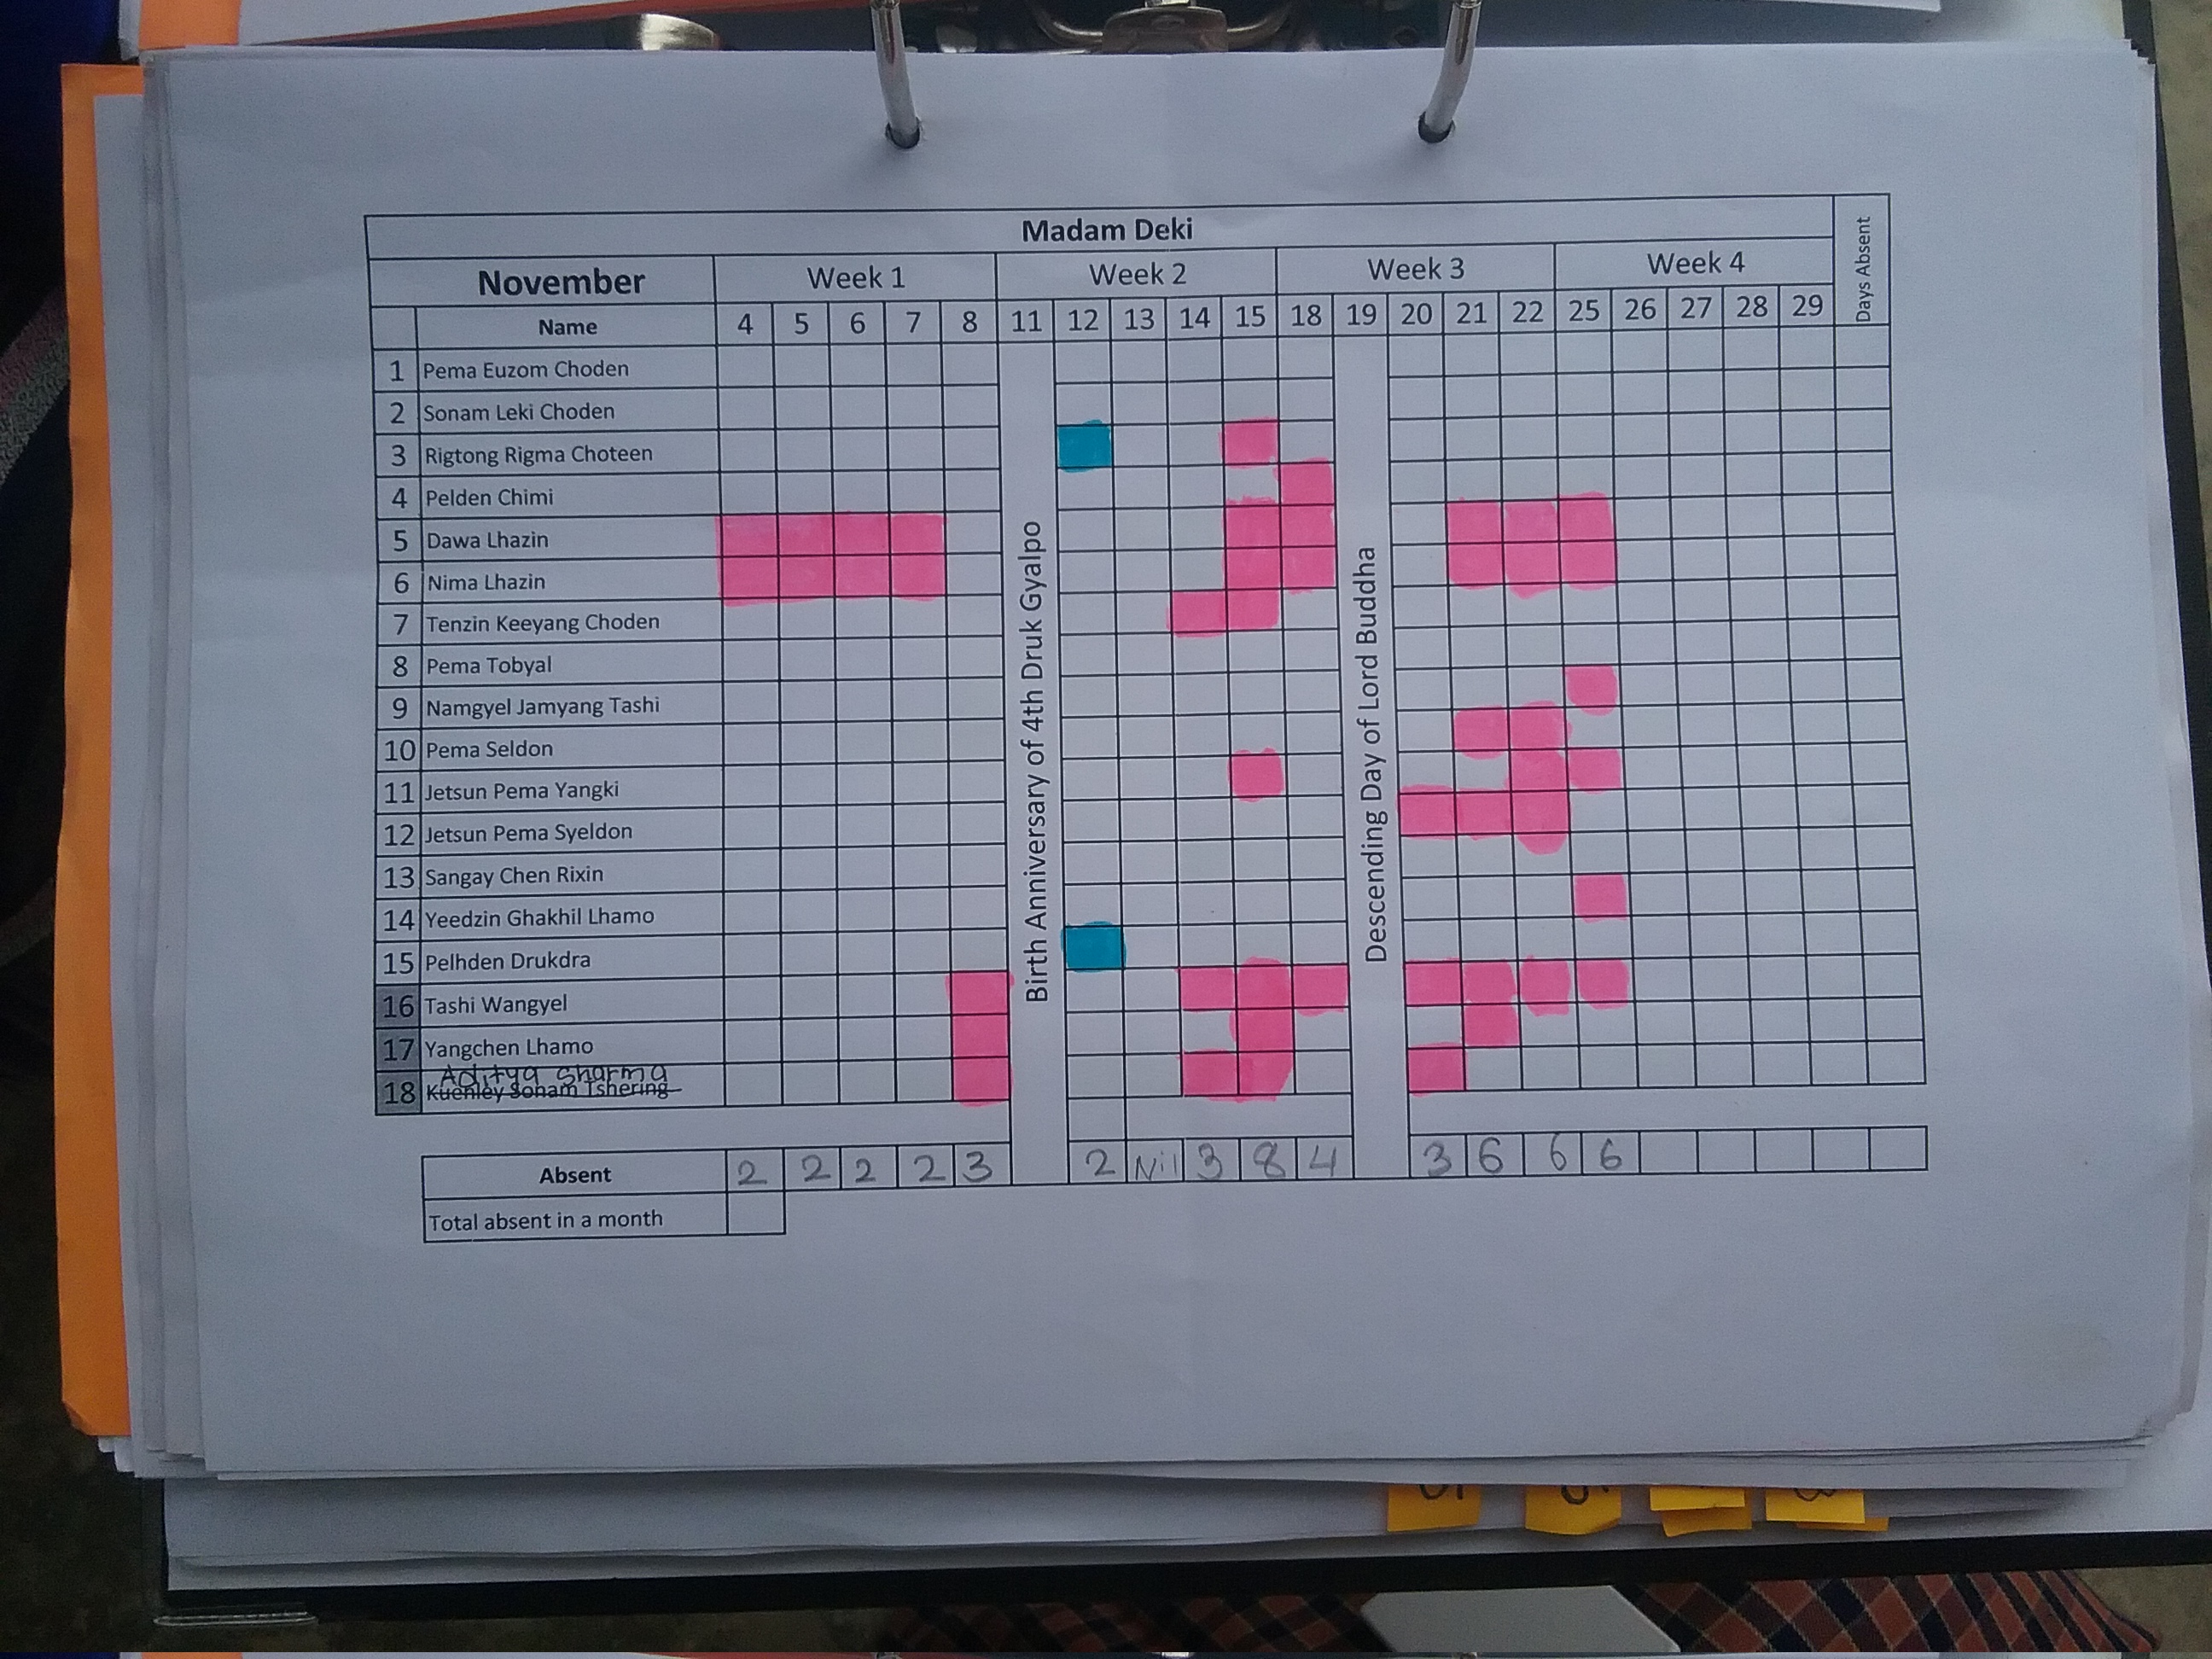 Madam Deki
Days Absent
November Week 1 Week 2 Week 3 Week 4
Name 4 5 6 7 8 11 12 13 14 15 18 19 20 21 22 25 26 27 28 29
1 Pema Euzom Choden
2 Sonam Leki Choden
3 Rigtong Rigma Choteen
4 Pelden Chimi
5 Dawa Lhazin
6 Nima Lhazin
7 Tenzin Keeyang Choden
8 Pema Tobyal
9 Namgyel Jamyang Tashi
10 Pema Seldon
11 Jetsun Pema Yangki
12 Jetsun Pema Syeldon
13 Sangay Chen Rixin
14 Yeedzin Ghakhil Lhamo
15 Pelhden Drukdra
16 Tashi Wangyel
17 Yangchen Lhamo
Aditya Sharma
18 Kuenley Sonam Tshering
Birth Anniversary of 4th Druk Gyalpo
Descending Day of Lord Buddha
Absent 2 2 2 2 3 2 Nil 3 8 4 3 6 6 6
Total absent in a month